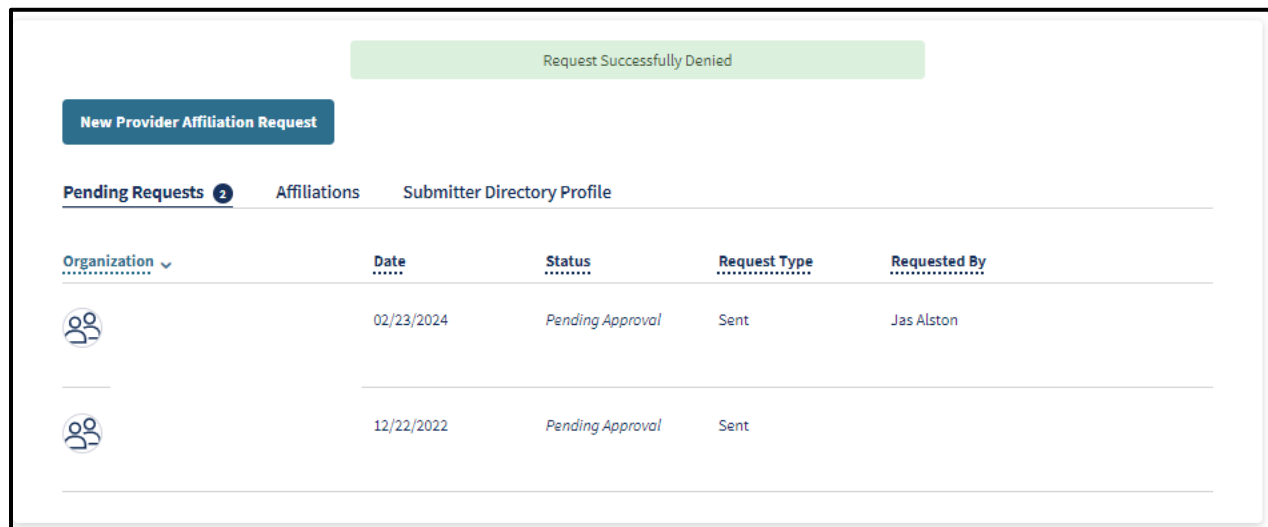 Request Successfully Denied
New Provider Affiliation Request
Pending Requests 2 Affiliations Submitter Directory Profile
Organization Date Status Request Type Requested By
02/23/2024 Pending Approval Sent Jas Alston
12/22/2022 Pending Approval Sent